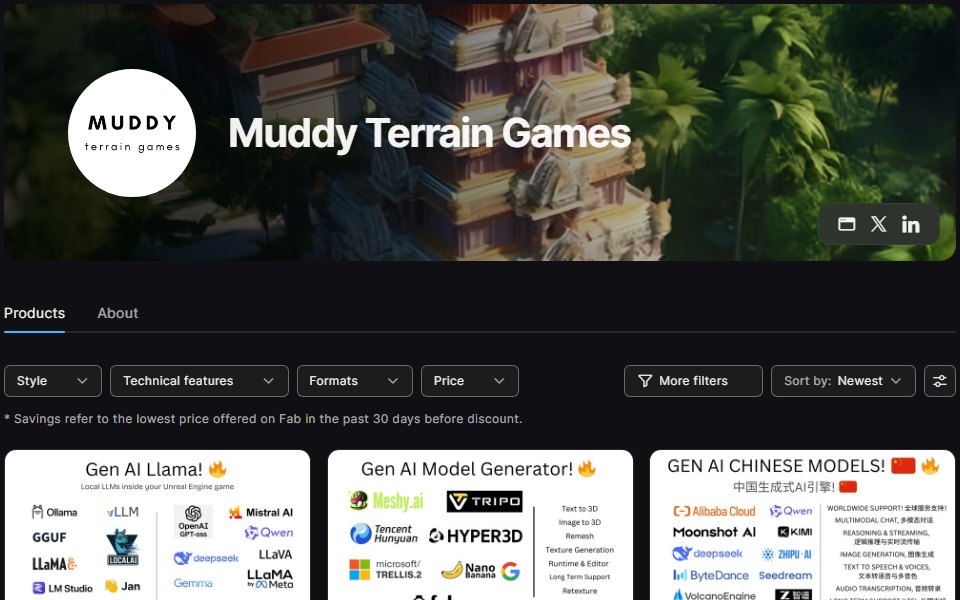 MUDDY
terrain games
Muddy Terrain Games
Products
About
Style
Technical features
Formats
Price
More filters
Sort by: Newest
* Savings refer to the lowest price offered on Fab in the past 30 days before discount.
Gen AI Llama! 🔥
Local LLMs inside your Unreal Engine game
Ollama
vLLM
GGUF
LOCALAI
LLaMA
LM Studio
Jan
OpenAI
GPT-oss
Mistral AI
Qwen
deepseek
LLaVA
Gemma
LLaMA
by Meta
Gen AI Model Generator! 🔥
Meshy.ai
TRIPO
Tencent
Hunyuan
HYPER3D
microsoft/
TRELLIS.2
Nano
Banana
Text to 3D
Image to 3D
Remesh
Texture Generation
Runtime & Editor
Long Term Support
Retexture
GEN AI CHINESE MODELS! 🇨🇳 🔥
中国生成式AI引擎! 🇨🇳
Alibaba Cloud
Qwen
Moonshot AI
KIMI
deepseek
ZHIPU·AI
ByteDance
Seedream
VolcanoEngine
WORLDWIDE SUPPORT! 全球服务支持!
MULTIMODAL CHAT, 多模态对话
REASONING & STREAMING,
逻辑推理与实时流传输
IMAGE GENERATION, 图像生成
TEXT TO SPEECH & VOICES,
文本转语音与多音色
AUDIO TRANSCRIPTION, 音频转录